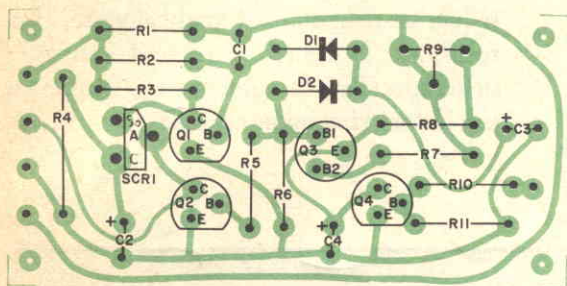 R1
R2
R3
R4
C1
D1
D2
R9
G
A
C
SCR1
C
Q1 B
E
C
Q2 B
E
R5
R6
B1
Q3 E
B2
R8
R7
+
C3
C
Q4 B
E
R10
R11
+
C2
+
C4